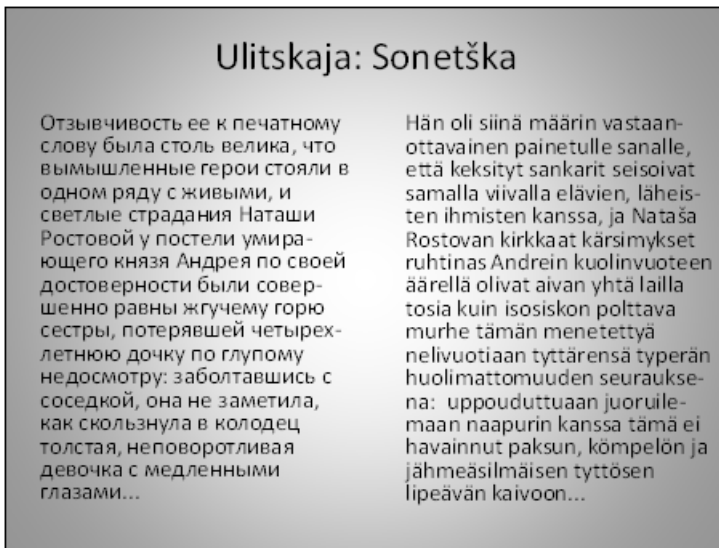 Ulitskaja: Sonetška
Отзывчивость ее к печатному
слову была столь велика, что
вымышленные герои стояли в
одном ряду с живыми, и
светлые страдания Наташи
Ростовой у постели умира-
ющего князя Андрея по своей
достоверности были совер-
шенно равны жгучему горю
сестры, потерявшей четырех-
летнюю дочку по глупому
недосмотру: заболтавшись с
соседкой, она не заметила,
как скользнула в колодец
толстая, неповоротливая
девочка с медленными
глазами...
Hän oli siinä määrin vastaan-
ottavainen painetulle sanalle,
että keksityt sankarit seisoivat
samalla viivalla elävien, läheis-
ten ihmisten kanssa, ja Nataša
Rostovan kirkkaat kärsimykset
ruhtinas Andrein kuolinvuoteen
äärellä olivat aivan yhtä lailla
tosia kuin isosiskon polttava
murhe tämän menetettyä
nelivuotiaan tyttärensä typerän
huolimattomuuden seuraukse-
na: uppouduttuaan juoruile-
maan naapurin kanssa tämä ei
havainnut paksun, kömpelön ja
jähmeäsilmäisen tyttösen
lipeävän kaivoon...